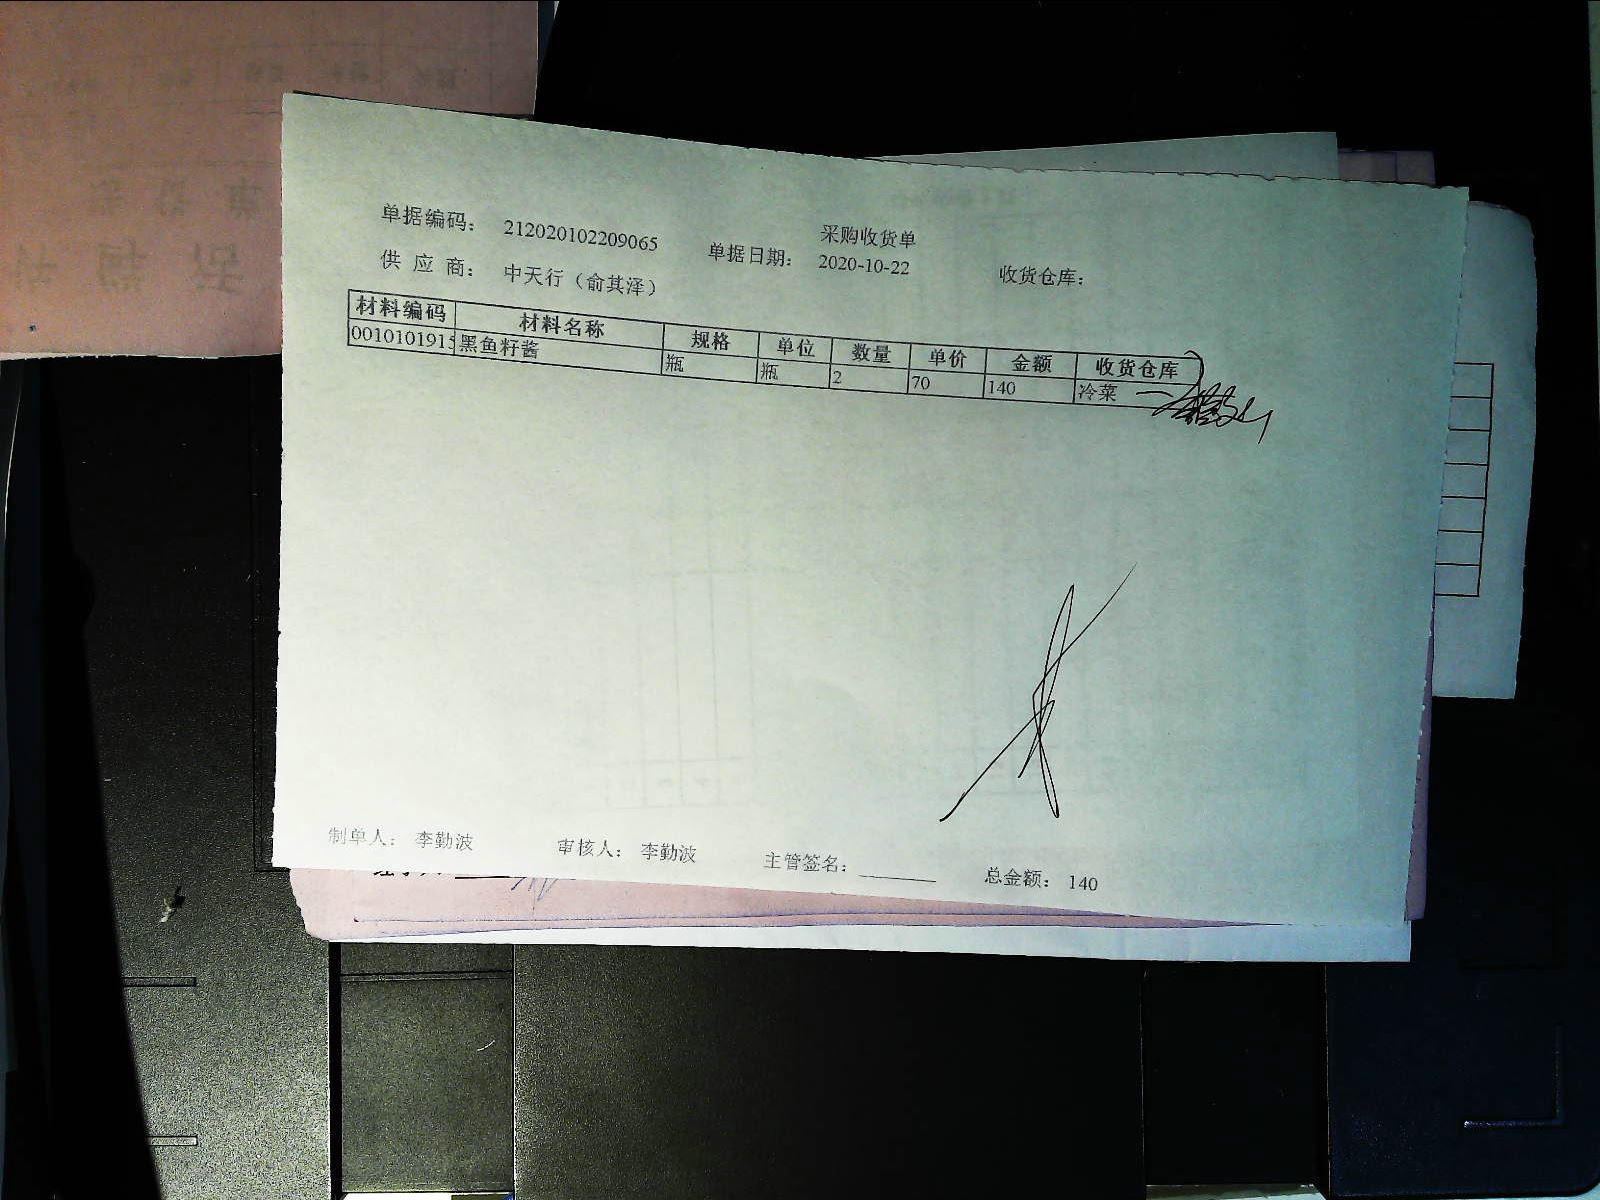 采购收货单
单据编码： 212020102209065 单据日期： 2020-10-22 收货仓库：
供 应 商： 中天行（俞其泽）
材料编码 材料名称 规格 单位 数量 单价 金额 收货仓库
0010101915 黑鱼籽酱 瓶 瓶 2 70 140 冷菜
制单人： 李勤波 审核人： 李勤波 主管签名： 总金额： 140